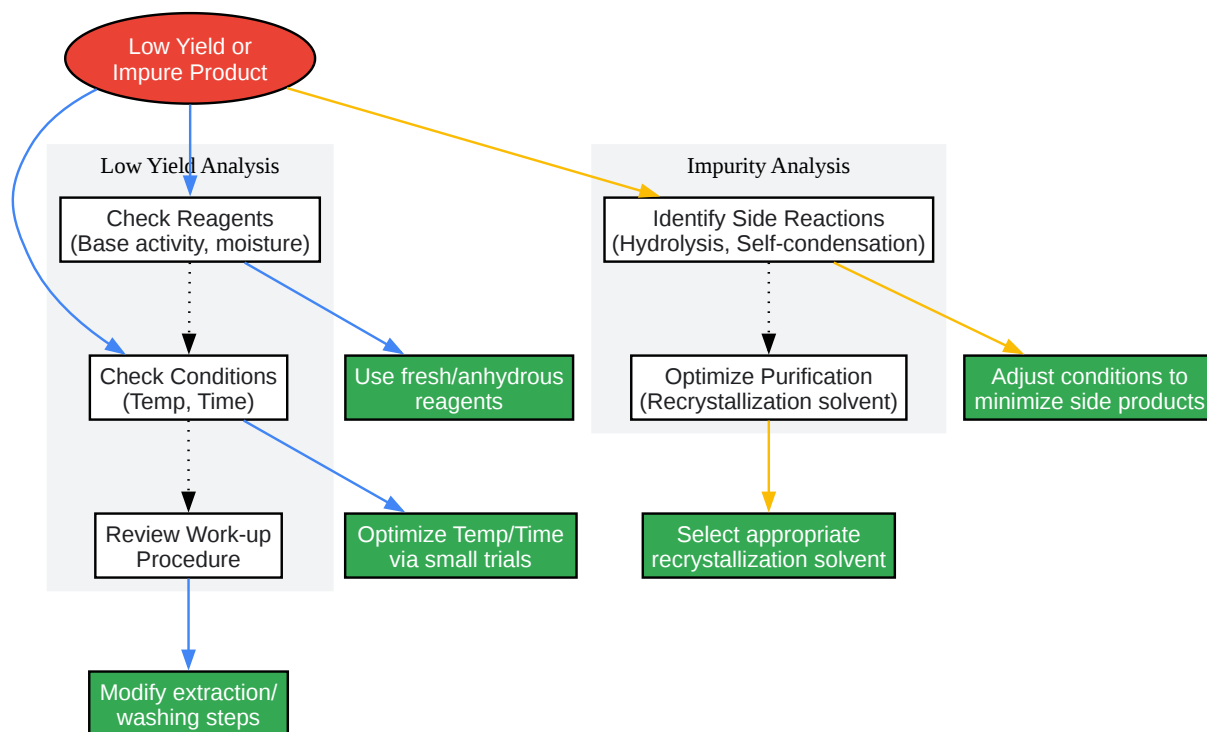 Low Yield or
Impure Product
Low Yield Analysis
Impurity Analysis
Check Reagents
(Base activity, moisture)
Identify Side Reactions
(Hydrolysis, Self-condensation)
Check Conditions
(Temp, Time)
Use fresh/anhydrous
reagents
Optimize Purification
(Recrystallization solvent)
Adjust conditions to
minimize side products
Review Work-up
Procedure
Optimize Temp/Time
via small trials
Select appropriate
recrystallization solvent
Modify extraction/
washing steps